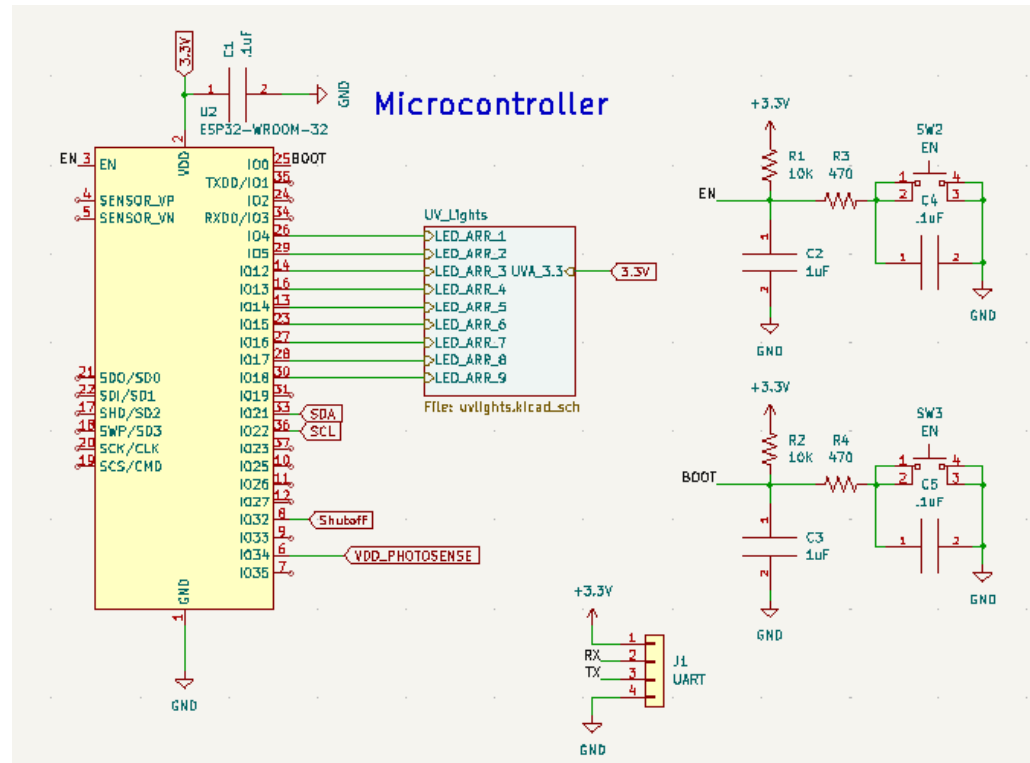 3.3V
C1
.1uF
1
2
GND
Microcontroller
U2
ESP32-WROOM-32
2
VDD
EN 3 EN
4 SENSOR_VP
5 SENSOR_VN
21 SDO/SD0
22 SDI/SD1
17 SHD/SD2
18 SWP/SD3
20 SCK/CLK
19 SCS/CMD
IO0 25 BOOT
TXD0/IO1 35
IO2 24
RXD0/IO3 34
IO4 26
IO5 29
IO12 14
IO13 16
IO14 13
IO15 23
IO16 27
IO17 28
IO18 30
IO19 31
IO21 33 SDA
IO22 36 SCL
IO23 37
IO25 10
IO26 11
IO27 12
IO32 8 Shutoff
IO33 9
IO34 6 VDD_PHOTOSENSE
IO35 7
GND
1
GND
UV_Lights
LED_ARR_1
LED_ARR_2
LED_ARR_3 UVA_3.3 3.3V
LED_ARR_4
LED_ARR_5
LED_ARR_6
LED_ARR_7
LED_ARR_8
LED_ARR_9
File: uvlights.kicad_sch
+3.3V
R1
10k
R3
470
SW2
EN
EN
1 4
2 3
C4
.1uF
1 2
1
C2
1uF
2
GND
GND
+3.3V
R2
10k
R4
470
SW3
EN
BOOT
1 4
2 3
C5
.1uF
1 2
1
C3
1uF
2
GND
GND
+3.3V
1
RX 2
TX 3
4
J1
UART
GND